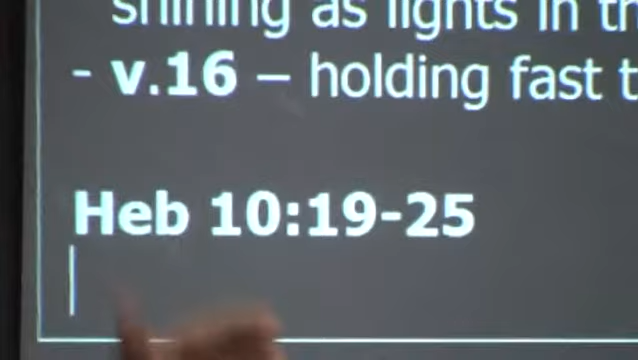 shining as lights in
- v.16 – holding fast
Heb 10:19-25